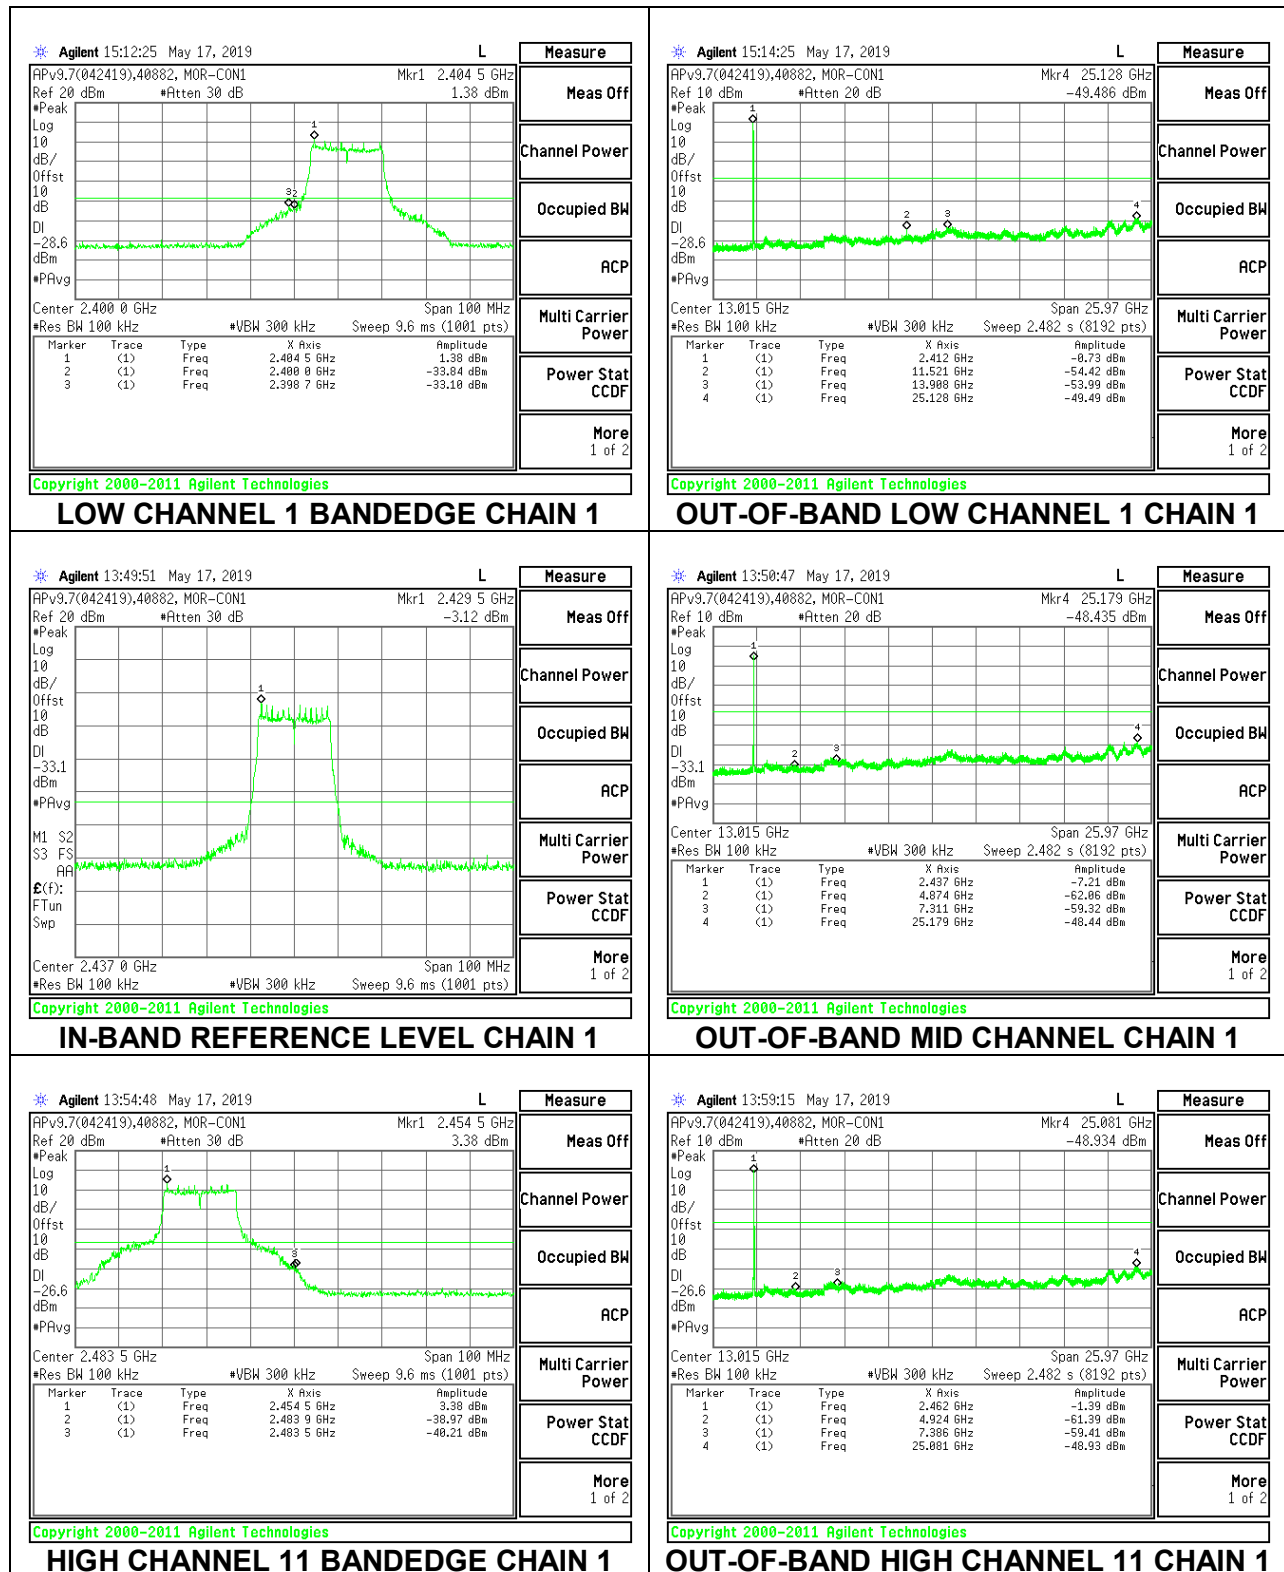 Agilent 15:12:25 May 17, 2019 L Measure
APv9.7(042419),40882, MOR-CON1 Mkr1 2.404 5 GHz
Ref 20 dBm #Atten 30 dB 1.38 dBm Meas Off
#Peak
1
Log
10
dB/ Channel Power
Offst
10
dB
3 2
Occupied BW
DI
-28.6
dBm
ACP
#PAvg
Center 2.400 0 GHz Span 100 MHz
Multi Carrier
Power
#Res BW 100 kHz #VBW 300 kHz Sweep 9.6 ms (1001 pts)
Marker Trace Type X Axis Amplitude
1 (1) Freq 2.404 5 GHz 1.38 dBm
2 (1) Freq 2.400 0 GHz -33.84 dBm
3 (1) Freq 2.398 7 GHz -33.10 dBm
Power Stat
CCDF
More
1 of 2
Copyright 2000-2011 Agilent Technologies
LOW CHANNEL 1 BANDEDGE CHAIN 1
Agilent 15:14:25 May 17, 2019 L Measure
APv9.7(042419),40882, MOR-CON1 Mkr4 25.128 GHz
Ref 10 dBm #Atten 20 dB -49.486 dBm Meas Off
#Peak
1
Log
10
dB/ Channel Power
Offst
10
dB
2 3 4
Occupied BW
DI
-28.6
dBm
ACP
#PAvg
Center 13.015 GHz Span 25.97 GHz
Multi Carrier
Power
#Res BW 100 kHz #VBW 300 kHz Sweep 2.482 s (8192 pts)
Marker Trace Type X Axis Amplitude
1 (1) Freq 2.412 GHz -0.73 dBm
2 (1) Freq 11.521 GHz -54.42 dBm
3 (1) Freq 13.908 GHz -53.99 dBm
4 (1) Freq 25.128 GHz -49.49 dBm
Power Stat
CCDF
More
1 of 2
Copyright 2000-2011 Agilent Technologies
OUT-OF-BAND LOW CHANNEL 1 CHAIN 1
Agilent 13:49:51 May 17, 2019 L Measure
APv9.7(042419),40882, MOR-CON1 Mkr1 2.429 5 GHz
Ref 20 dBm #Atten 30 dB -3.12 dBm Meas Off
#Peak
Log
10
dB/ Channel Power
1
Offst
10
dB
Occupied BW
DI
-33.1
dBm
ACP
#PAvg
M1 S2
S3 FS
AA
Multi Carrier
Power
£(f):
FTun
Swp
Power Stat
CCDF
More
1 of 2
Center 2.437 0 GHz Span 100 MHz
#Res BW 100 kHz #VBW 300 kHz Sweep 9.6 ms (1001 pts)
Copyright 2000-2011 Agilent Technologies
IN-BAND REFERENCE LEVEL CHAIN 1
Agilent 13:50:47 May 17, 2019 L Measure
APv9.7(042419),40882, MOR-CON1 Mkr4 25.179 GHz
Ref 10 dBm #Atten 20 dB -48.435 dBm Meas Off
#Peak
1
Log
10
dB/ Channel Power
Offst
10
dB
2 3 4
Occupied BW
DI
-33.1
dBm
ACP
#PAvg
Center 13.015 GHz Span 25.97 GHz
Multi Carrier
Power
#Res BW 100 kHz #VBW 300 kHz Sweep 2.482 s (8192 pts)
Marker Trace Type X Axis Amplitude
1 (1) Freq 2.437 GHz -7.21 dBm
2 (1) Freq 4.874 GHz -62.06 dBm
3 (1) Freq 7.311 GHz -59.32 dBm
4 (1) Freq 25.179 GHz -48.44 dBm
Power Stat
CCDF
More
1 of 2
Copyright 2000-2011 Agilent Technologies
OUT-OF-BAND MID CHANNEL CHAIN 1
Agilent 13:54:48 May 17, 2019 L Measure
APv9.7(042419),40882, MOR-CON1 Mkr1 2.454 5 GHz
Ref 20 dBm #Atten 30 dB 3.38 dBm Meas Off
#Peak
1
Log
10
dB/ Channel Power
Offst
10
dB
3
Occupied BW
DI
-26.6
dBm
ACP
#PAvg
Center 2.483 5 GHz Span 100 MHz
Multi Carrier
Power
#Res BW 100 kHz #VBW 300 kHz Sweep 9.6 ms (1001 pts)
Marker Trace Type X Axis Amplitude
1 (1) Freq 2.454 5 GHz 3.38 dBm
2 (1) Freq 2.483 9 GHz -38.97 dBm
3 (1) Freq 2.483 5 GHz -40.21 dBm
Power Stat
CCDF
More
1 of 2
Copyright 2000-2011 Agilent Technologies
HIGH CHANNEL 11 BANDEDGE CHAIN 1
Agilent 13:59:15 May 17, 2019 L Measure
APv9.7(042419),40882, MOR-CON1 Mkr4 25.081 GHz
Ref 10 dBm #Atten 20 dB -48.934 dBm Meas Off
#Peak
1
Log
10
dB/ Channel Power
Offst
10
dB
2 3 4
Occupied BW
DI
-26.6
dBm
ACP
#PAvg
Center 13.015 GHz Span 25.97 GHz
Multi Carrier
Power
#Res BW 100 kHz #VBW 300 kHz Sweep 2.482 s (8192 pts)
Marker Trace Type X Axis Amplitude
1 (1) Freq 2.462 GHz -1.39 dBm
2 (1) Freq 4.924 GHz -61.39 dBm
3 (1) Freq 7.386 GHz -59.41 dBm
4 (1) Freq 25.081 GHz -48.93 dBm
Power Stat
CCDF
More
1 of 2
Copyright 2000-2011 Agilent Technologies
OUT-OF-BAND HIGH CHANNEL 11 CHAIN 1